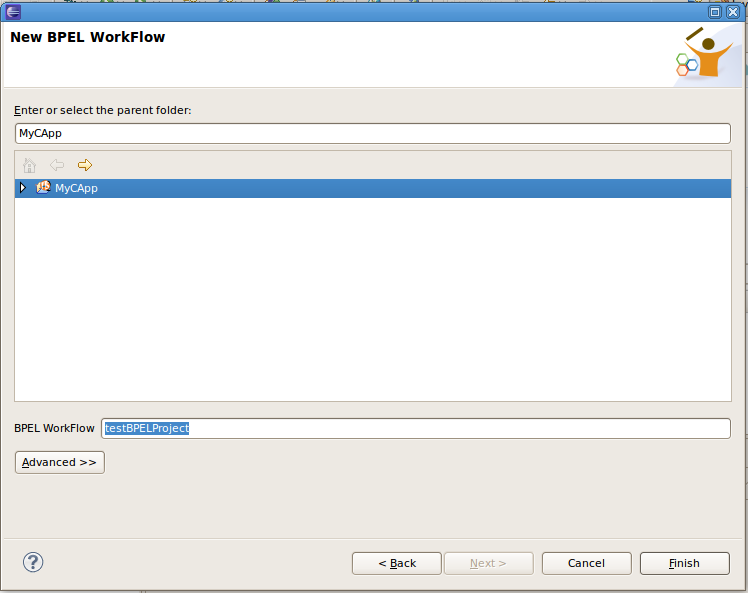 New BPEL WorkFlow
Enter or select the parent folder:
MyCApp
MyCApp
BPEL WorkFlow testBPELProject
Advanced >>
< Back Next > Cancel Finish